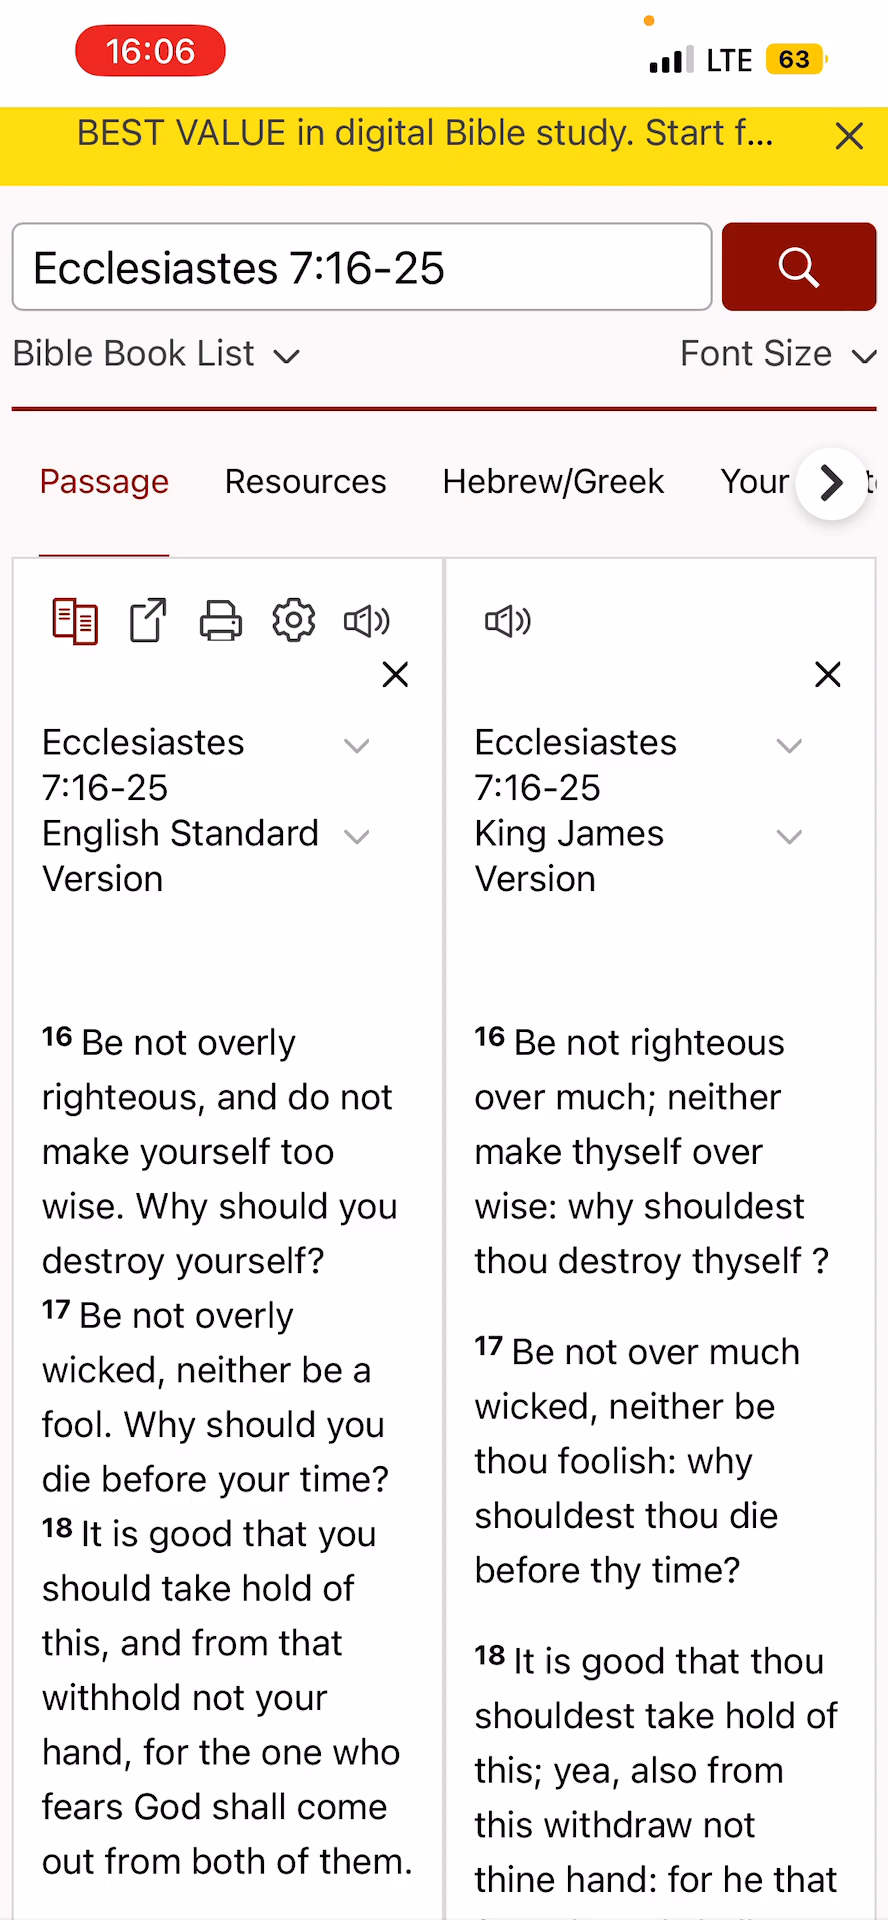 16:06
LTE 63
BEST VALUE in digital Bible study. Start f...
Ecclesiastes 7:16-25
Bible Book List
Font Size
Passage Resources Hebrew/Greek Your
Ecclesiastes
7:16-25
English Standard
Version
16 Be not overly
righteous, and do not
make yourself too
wise. Why should you
destroy yourself?
17 Be not overly
wicked, neither be a
fool. Why should you
die before your time?
18 It is good that you
should take hold of
this, and from that
withhold not your
hand, for the one who
fears God shall come
out from both of them.
Ecclesiastes
7:16-25
King James
Version
16 Be not righteous
over much; neither
make thyself over
wise: why shouldest
thou destroy thyself ?
17 Be not over much
wicked, neither be
thou foolish: why
shouldest thou die
before thy time?
18 It is good that thou
shouldest take hold of
this; yea, also from
this withdraw not
thine hand: for he that